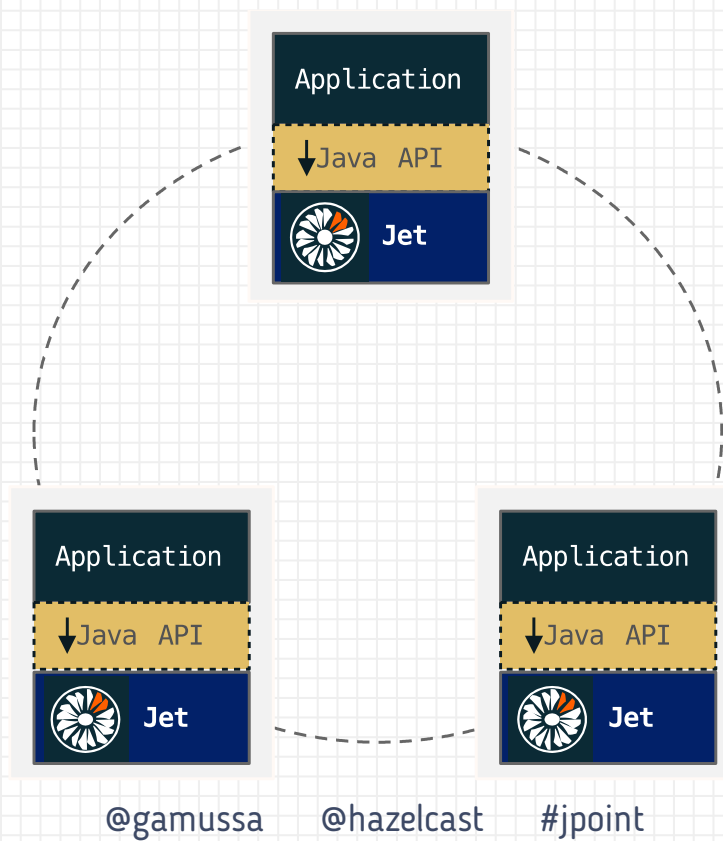 Application
Java API
Jet
Application
Java API
Jet
Application
Java API
Jet
@gamussa @hazelcast #jpoint